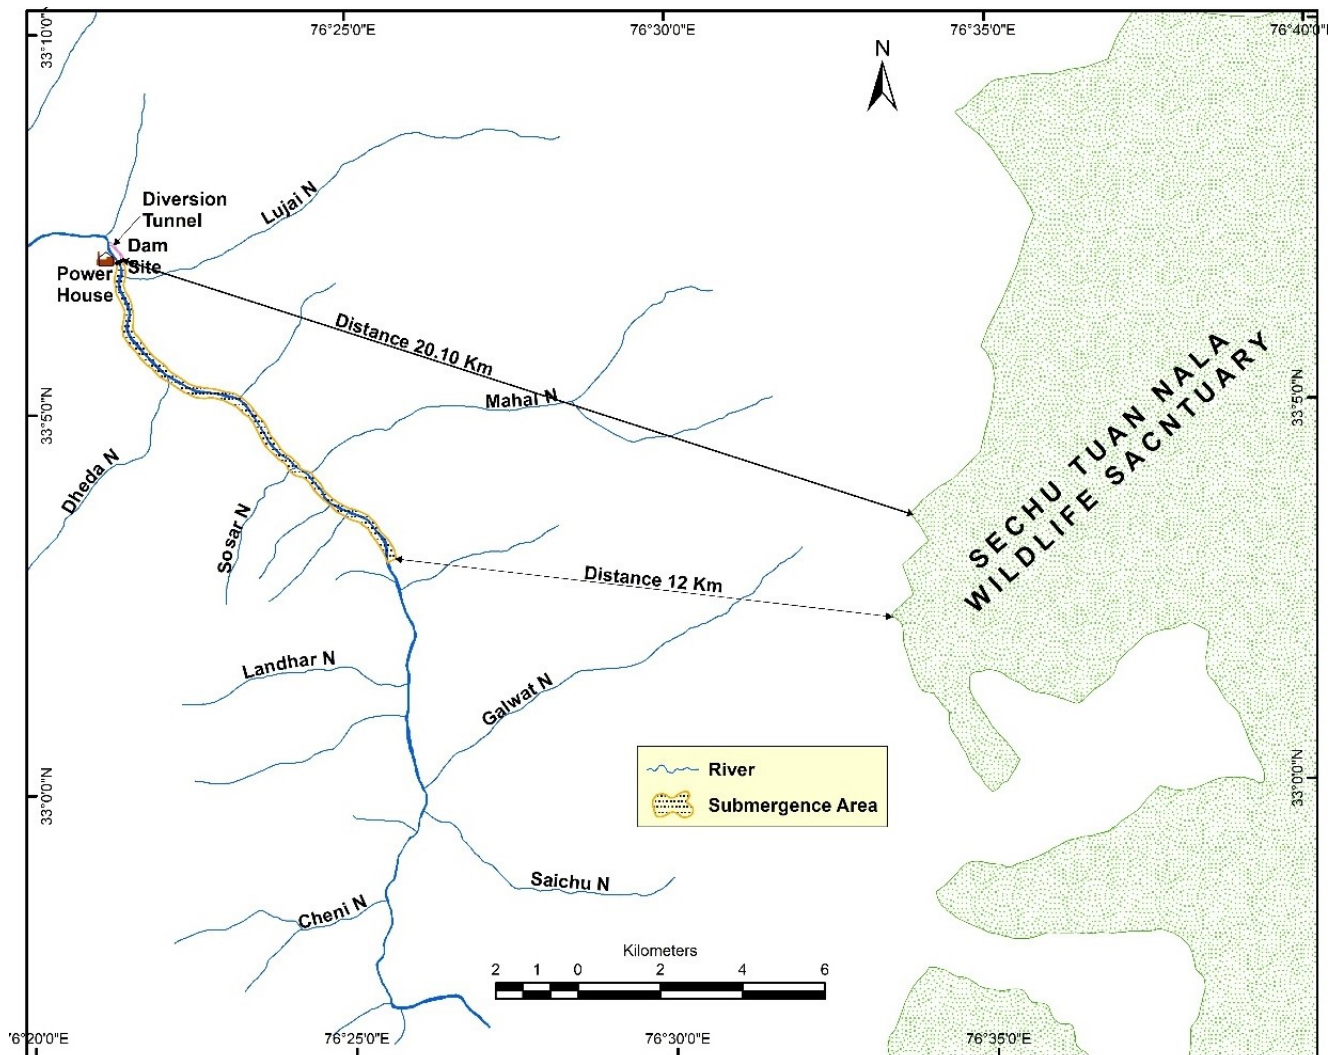 76°25'0"E
76°30'0"E
76°35'0"E
76°40'0"E
33°10'0"N
N
Diversion
Tunnel
Lujai N
Dam
Site
Power
House
Distance 20.10 Km
Mahal N
33°5'0"N
33°5'0"N
SECHU TUAN NALA
WILDLIFE SACNTUARY
Dheda N
Sosar N
Distance 12 Km
Landhar N
Galwat N
River
Submergence Area
33°0'0"N
33°0'0"N
Saichu N
Cheni N
Kilometers
2 1 0 2 4 6
76°20'0"E
76°25'0"E
76°30'0"E
76°35'0"E